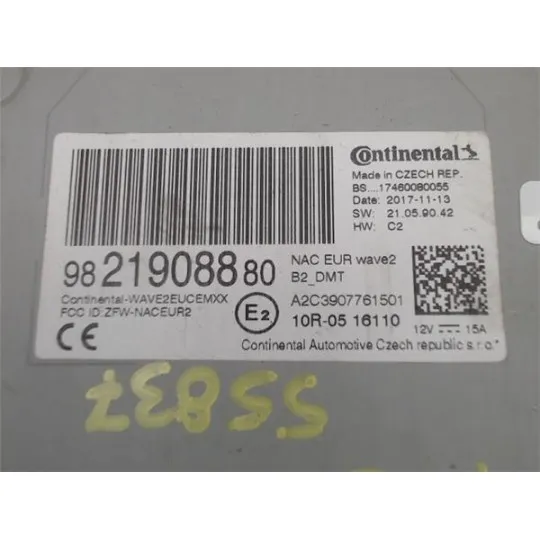 Continental
Made in CZECH REP.
BS....17460080055
Date: 2017-11-13
SW: 21.05.90.42
HW: C2
98 219088 80
NAC EUR wave2
B2_DMT
Continental-WAVE2EUCEMXX
FCC ID:ZFW-NACEUR2
CE
E2
A2C3907761501
10R-05 16110
12V 15A
Continental Automotive Czech republic s.r.o.*
55837